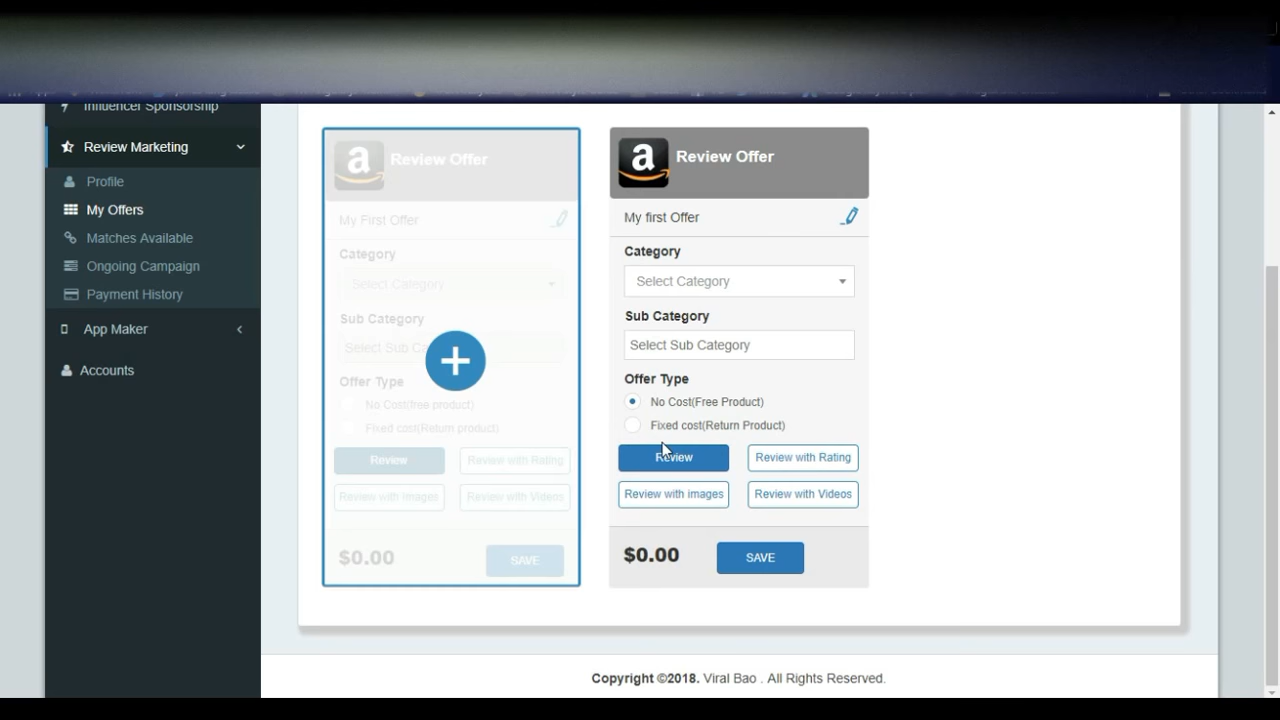 Influencer Sponsorship
Review Marketing
Profile
My Offers
Matches Available
Ongoing Campaign
Payment History
App Maker
Accounts
Review Offer
My First Offer
Category
Select Category
Sub Category
Select Sub
Offer Type
No Cost(free product)
Fixed cost(Return product)
Review
Review with Rating
Review with Images
Review with Videos
$0.00
SAVE
Review Offer
My first Offer
Category
Select Category
Sub Category
Select Sub Category
Offer Type
No Cost(Free Product)
Fixed cost(Return Product)
Review
Review with Rating
Review with images
Review with Videos
$0.00
SAVE
Copyright ©2018. Viral Bao . All Rights Reserved.